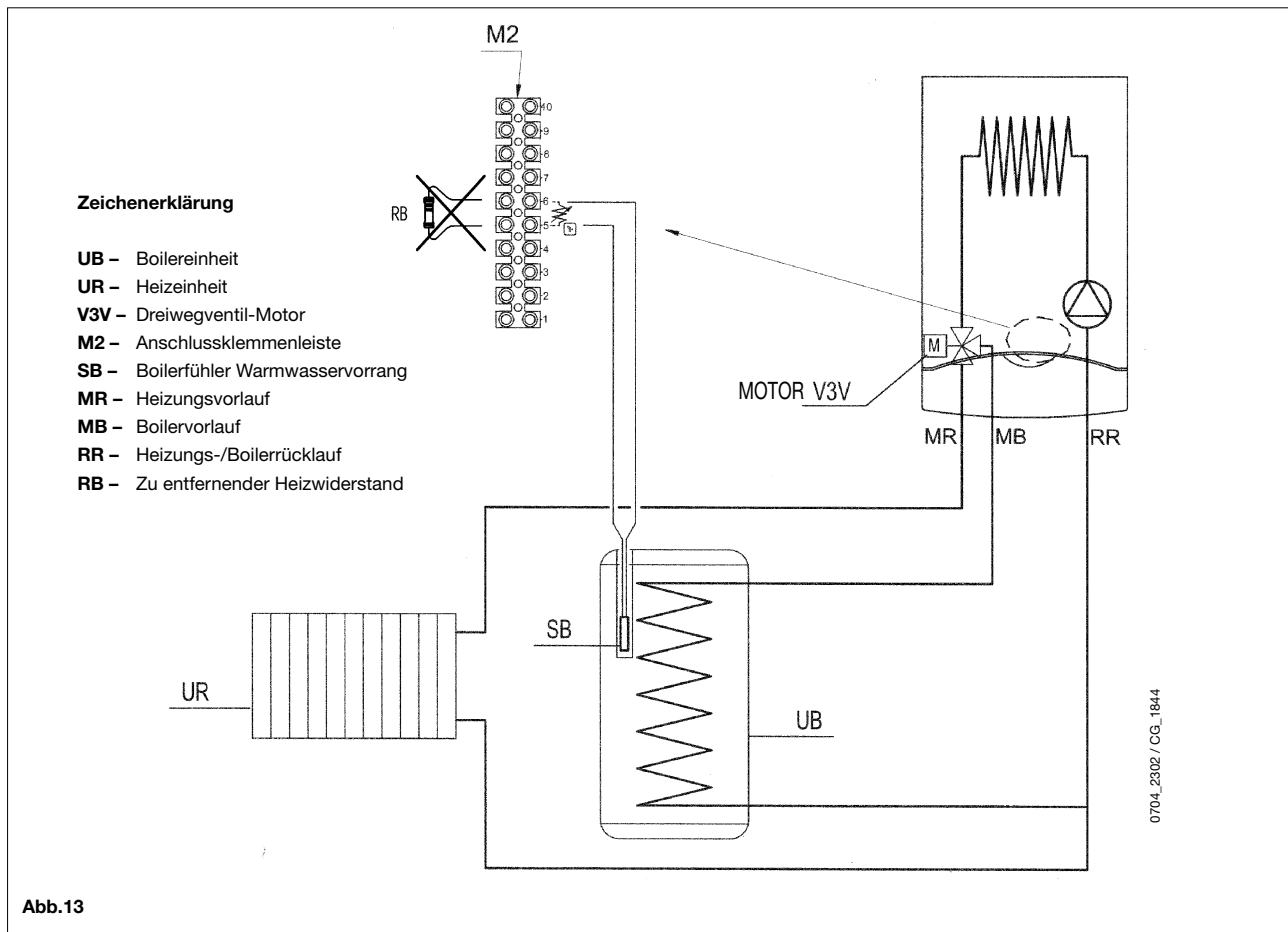 M2
10
9
8
7
6
5
4
3
2
1
RB
Zeichenerklärung
UB – Boilereinheit
UR – Heizeinheit
V3V – Dreiwegventil-Motor
M2 – Anschlussklemmenleiste
SB – Boilerfühler Warmwasservorrang
MR – Heizungsvorlauf
MB – Boilervorlauf
RR – Heizungs-/Boilerrücklauf
RB – Zu entfernender Heizwiderstand
M
MOTOR V3V
MR MB RR
SB
UR
UB
0704_2302 / CG_1844
Abb.13